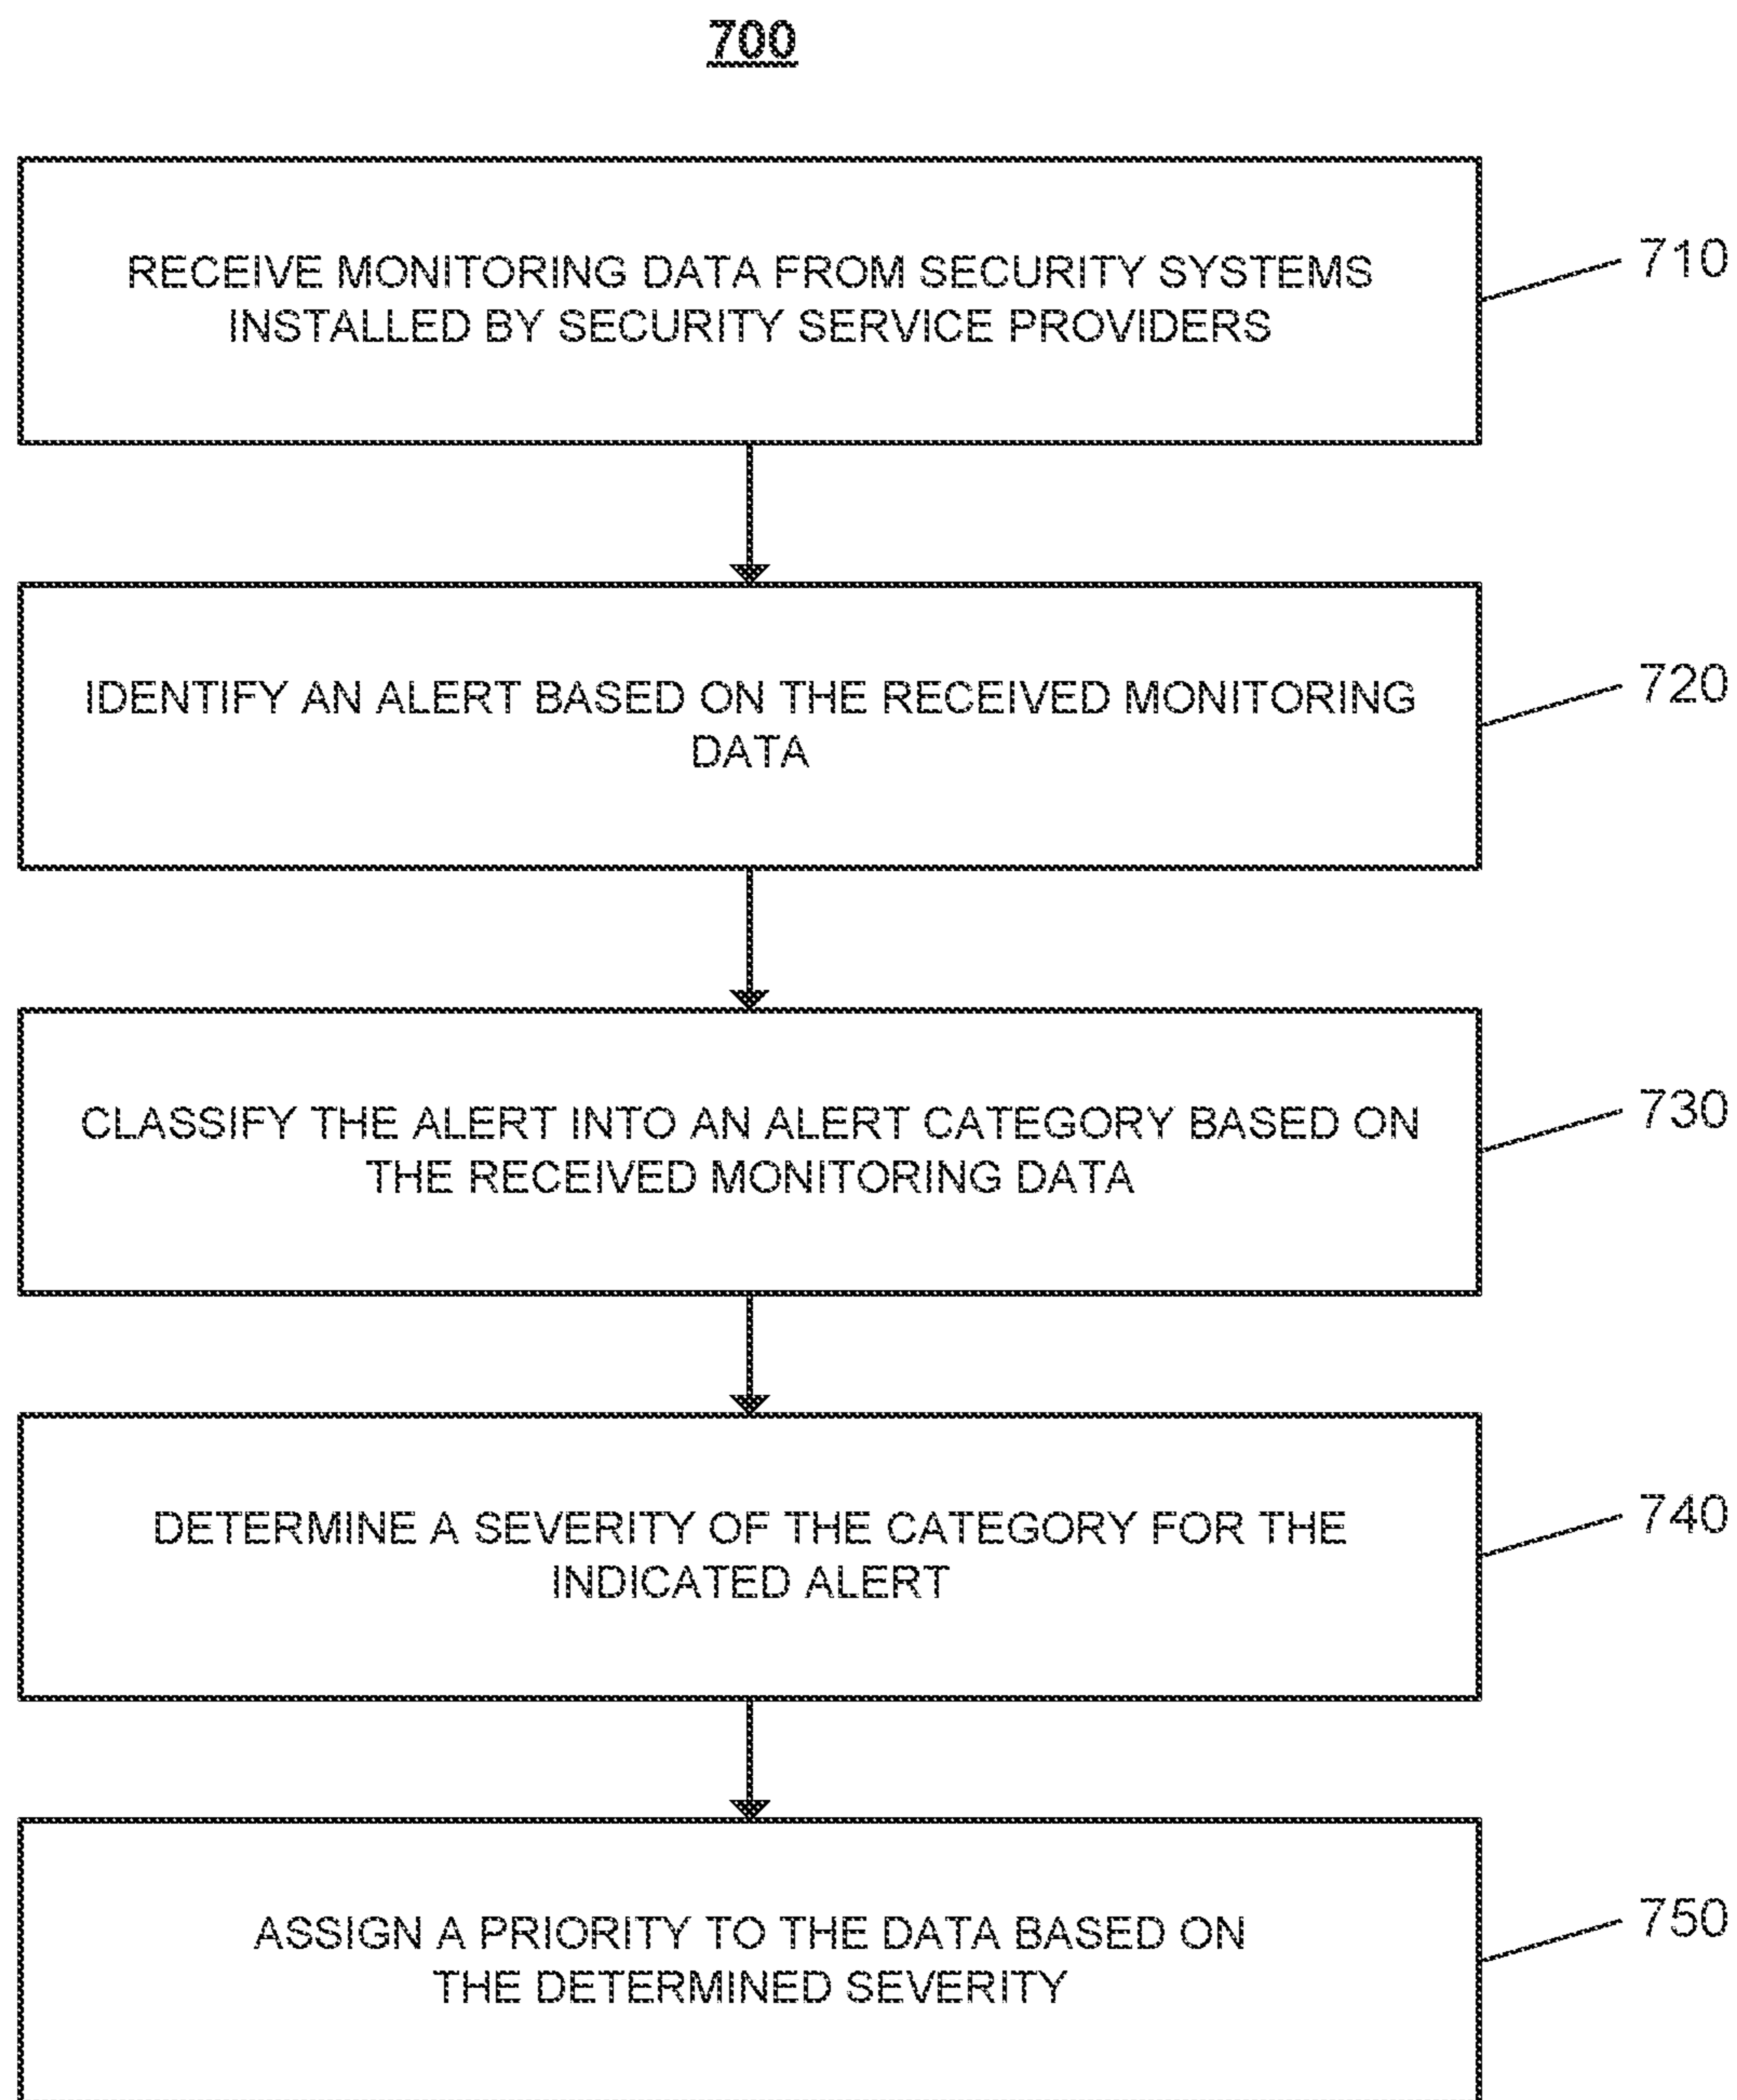 700
RECEIVE MONITORING DATA FROM SECURITY SYSTEMS
INSTALLED BY SECURITY SERVICE PROVIDERS
710
IDENTIFY AN ALERT BASED ON THE RECEIVED MONITORING
DATA
720
CLASSIFY THE ALERT INTO AN ALERT CATEGORY BASED ON
THE RECEIVED MONITORING DATA
730
DETERMINE A SEVERITY OF THE CATEGORY FOR THE
INDICATED ALERT
740
ASSIGN A PRIORITY TO THE DATA BASED ON
THE DETERMINED SEVERITY
750